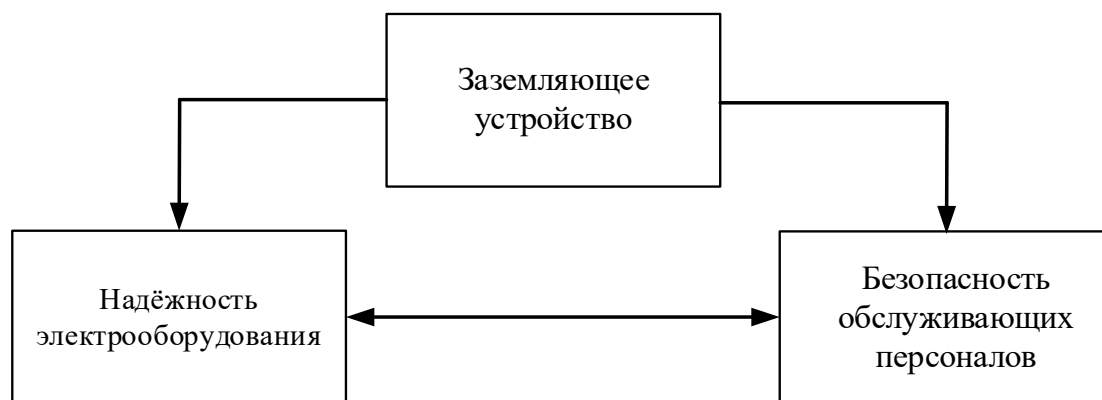 Заземляющее
устройство
Надёжность
электрооборудования
Безопасность
обслуживающих
персоналов